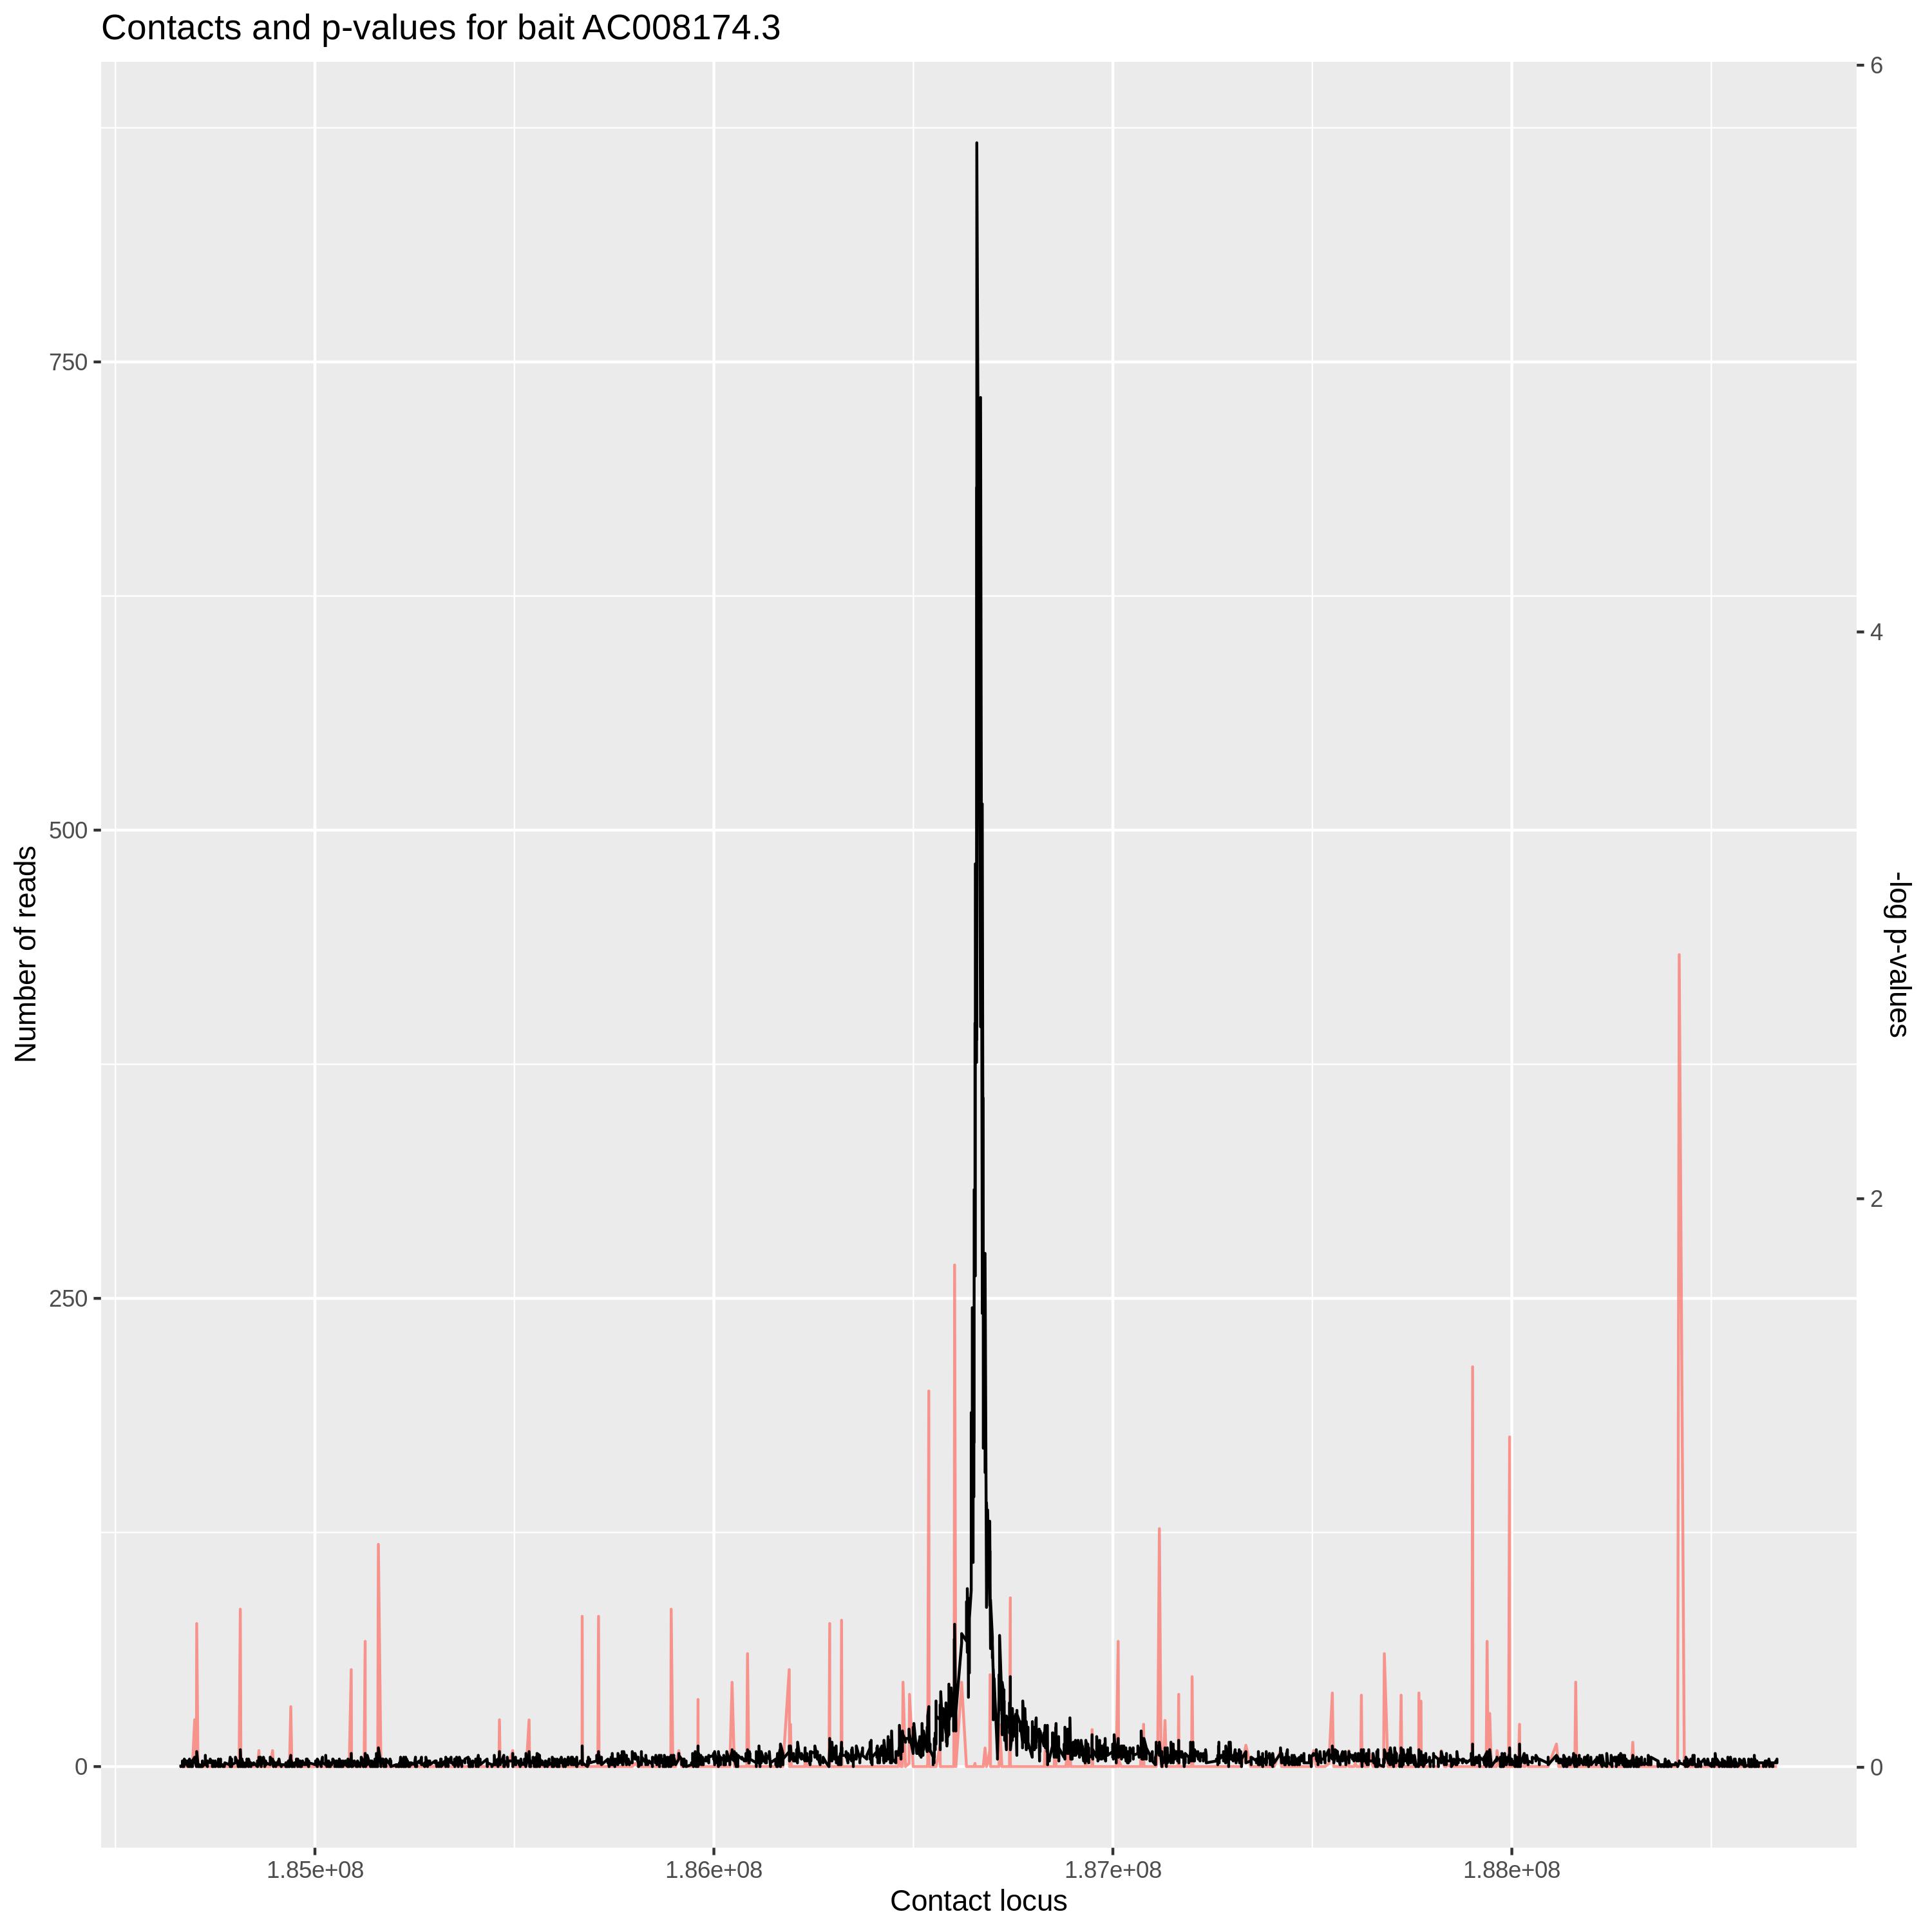 Contacts and p-values for bait AC008174.3
Number of reads
750
500
250
0
6
4
2
0
-log p-values
1.85e+08
1.86e+08
1.87e+08
1.88e+08
Contact locus